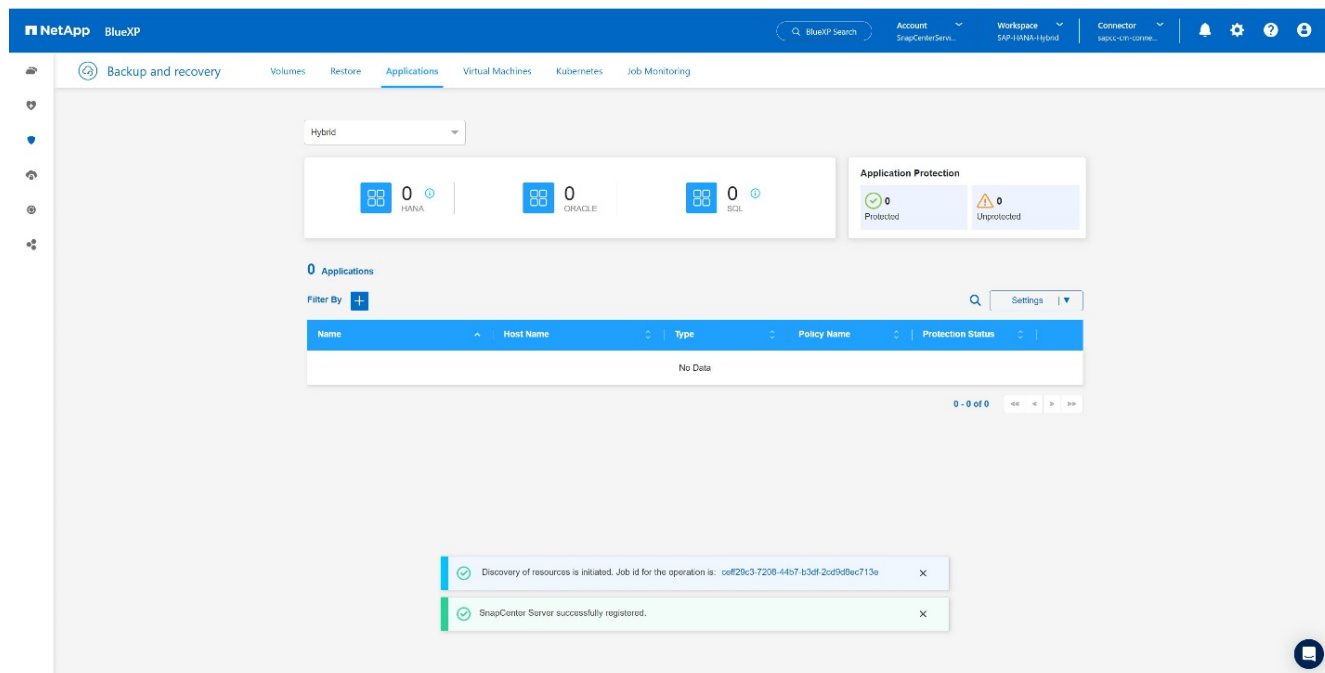 NetApp BlueXP
BlueXP Search
Account
SnapCenterServi...
Workspace
SAP-HANA-Hybrid
Connector
sapcc-cm-conne...
Backup and recovery
Volumes Restore Applications Virtual Machines Kubernetes Job Monitoring
Hybrid
0
HANA
0
ORACLE
0
SQL
Application Protection
0
Protected
0
Unprotected
0 Applications
Filter By
Settings
Name Host Name Type Policy Name Protection Status
No Data
0 - 0 of 0
Discovery of resources is initiated. Job id for the operation is: ceff29c3-7208-44b7-b3df-2cd9d8ec713e
SnapCenter Server successfully registered.